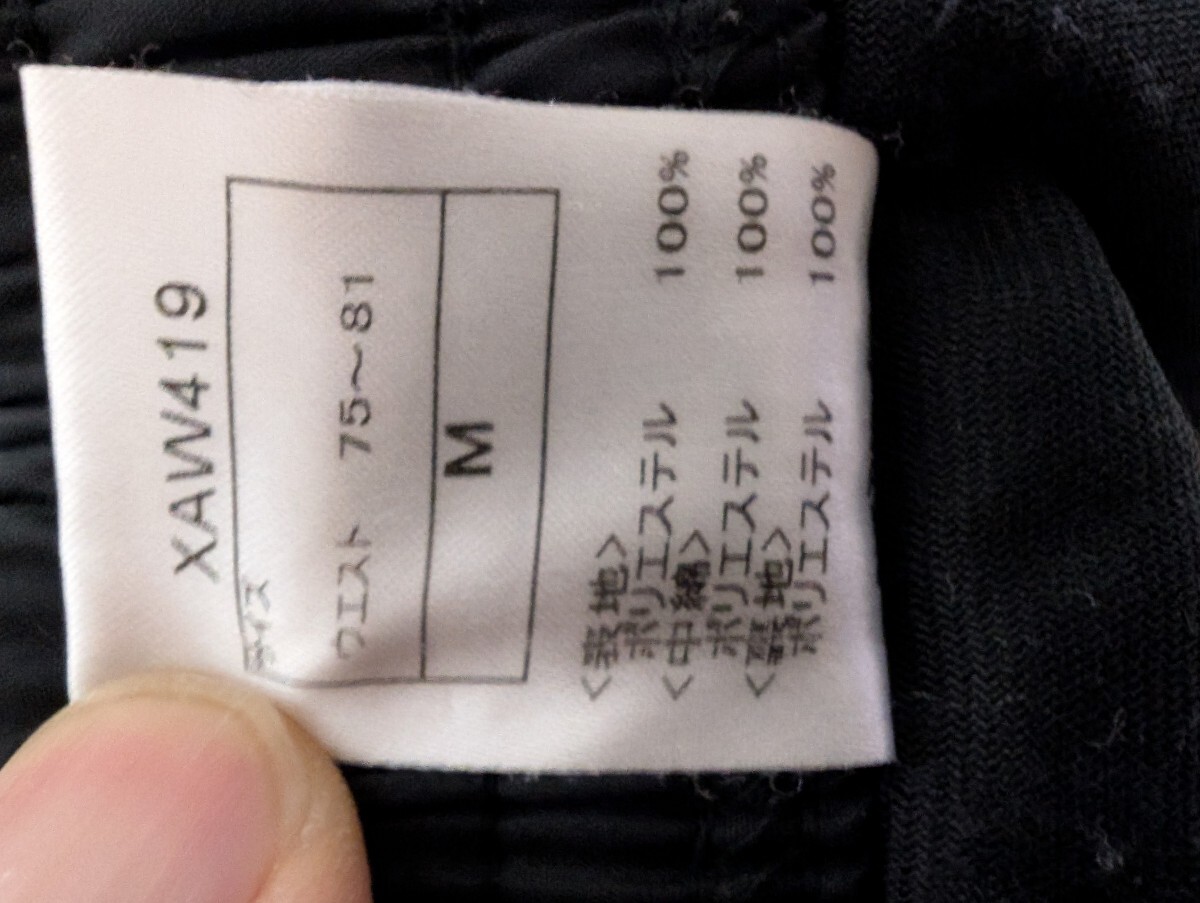 XAW419
サイズ
ウエスト 75～81
M
<表地>
ポリエステル 100%
<中綿>
ポリエステル 100%
<裏地>
ポリエステル 100%